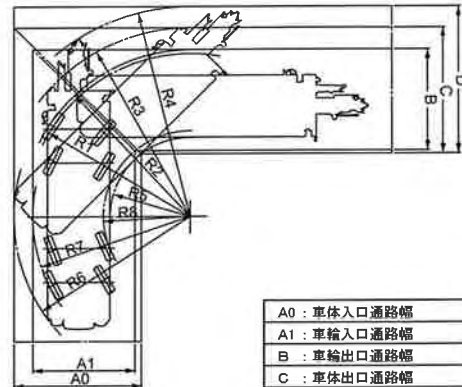 R4
R3
R1
R2
R5
R8
R7
R6
B
C
D
A1
A0
A0 : 車体入口通路幅
A1 : 車輪入口通路幅
B : 車輪出口通路幅
C : 車体出口通路幅